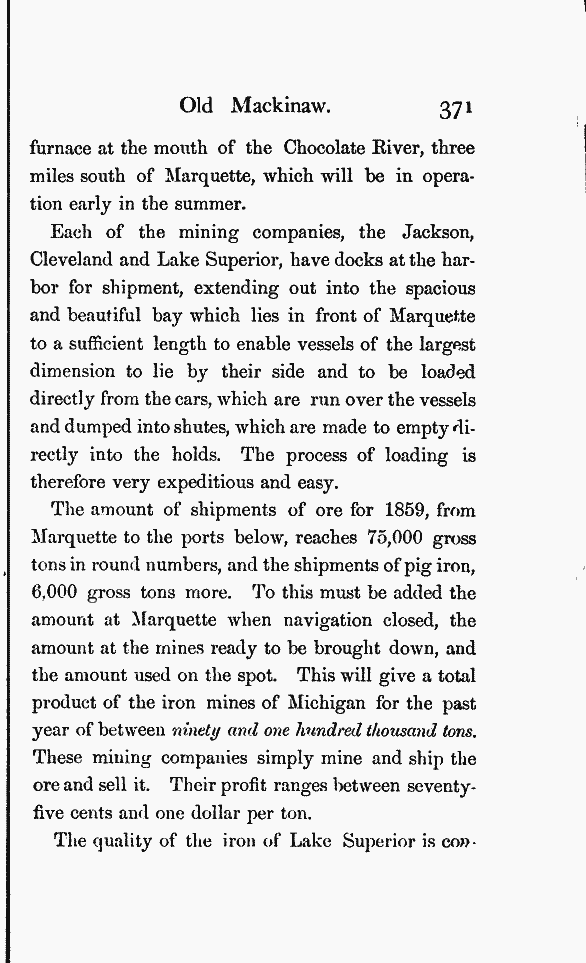 Old Mackinaw. 371
furnace at the mouth of the Chocolate River, three
miles south of Marquette, which will be in opera-
tion early in the summer.
Each of the mining companies, the Jackson,
Cleveland and Lake Superior, have docks at the har-
bor for shipment, extending out into the spacious
and beautiful bay which lies in front of Marquette
to a sufficient length to enable vessels of the largest
dimension to lie by their side and to be loaded
directly from the cars, which are run over the vessels
and dumped into shutes, which are made to empty di-
rectly into the holds. The process of loading is
therefore very expeditious and easy.
The amount of shipments of ore for 1859, from
Marquette to the ports below, reaches 75,000 gross
tons in round numbers, and the shipments of pig iron,
6,000 gross tons more. To this must be added the
amount at Marquette when navigation closed, the
amount at the mines ready to be brought down, and
the amount used on the spot. This will give a total
product of the iron mines of Michigan for the past
year of between ninety and one hundred thousand tons.
These mining companies simply mine and ship the
ore and sell it. Their profit ranges between seventy-
five cents and one dollar per ton.
The quality of the iron of Lake Superior is con-